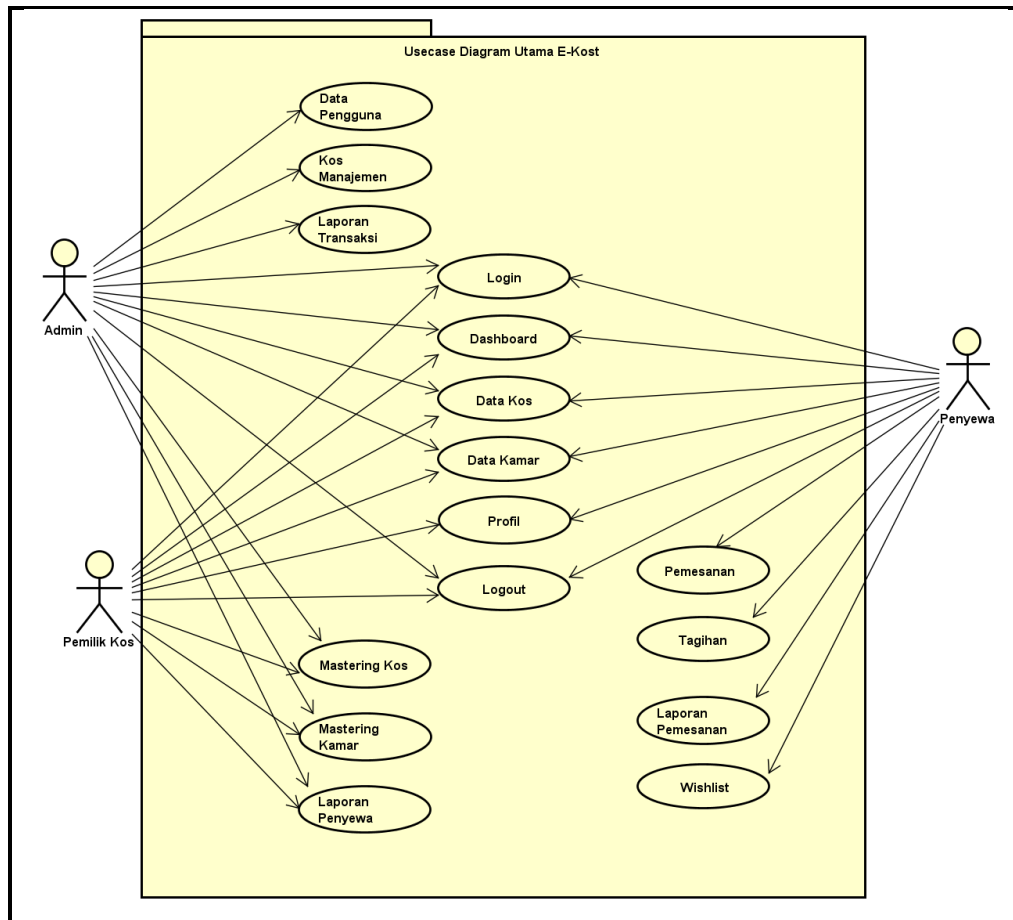 Usecase Diagram Utama E-Kost
Data
Pengguna
Kos
Manajemen
Laporan
Transaksi
Login
Admin
Dashboard
Penyewa
Data Kos
Data Kamar
Profil
Pemesanan
Logout
Pemilik Kos
Tagihan
Mastering Kos
Laporan
Pemesanan
Mastering
Kamar
Wishlist
Laporan
Penyewa